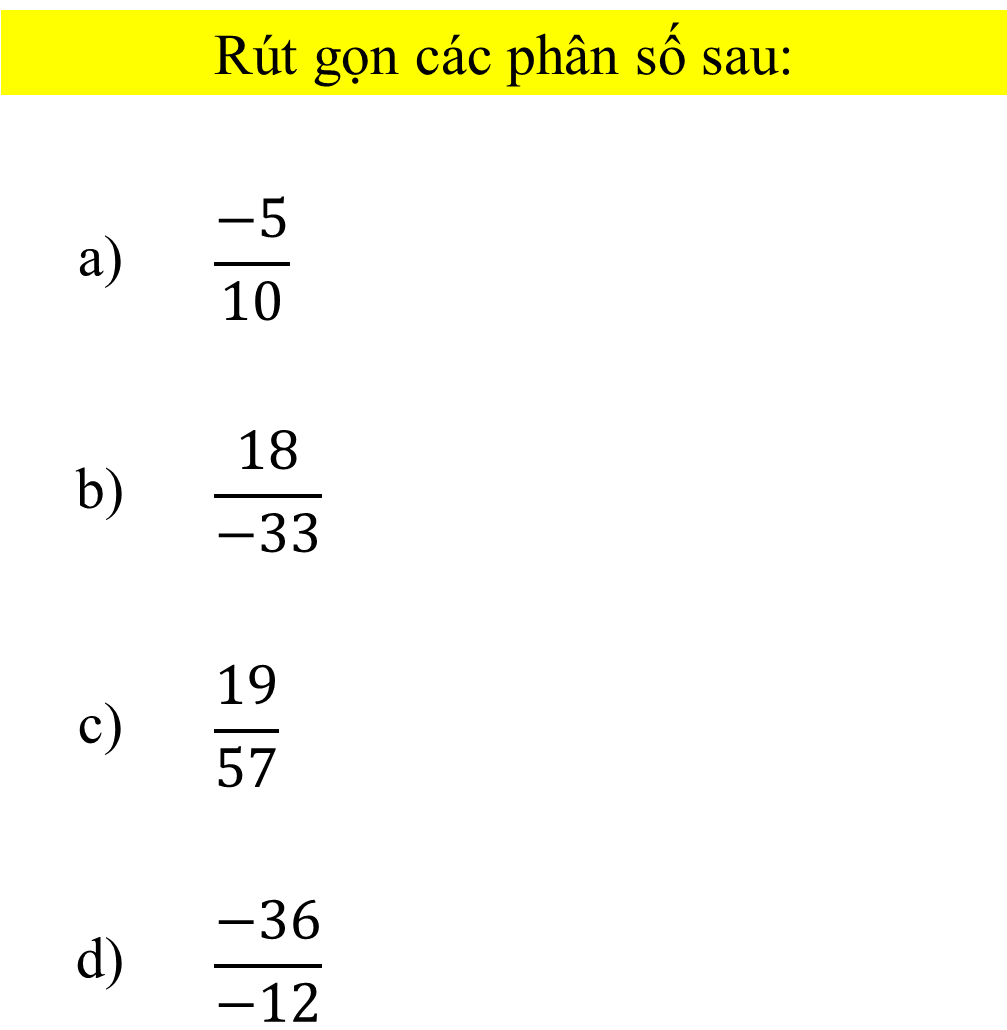 Rút gọn các phân số sau:
a) −5/10
b) 18/−33
c) 19/57
d) −36/−12